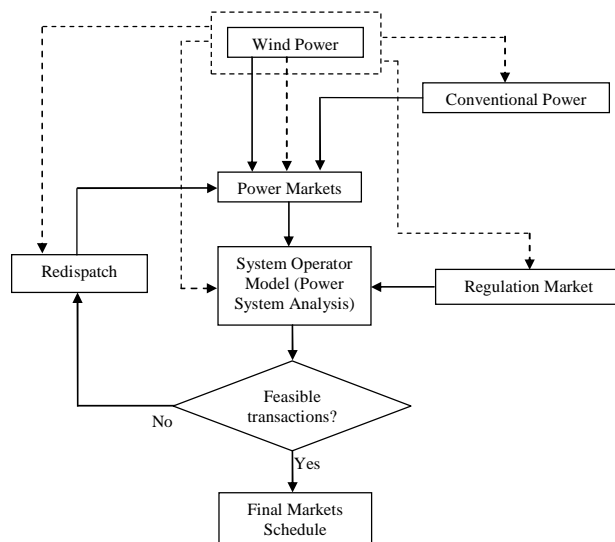 Wind Power
Conventional Power
Power Markets
Redispatch
System Operator
Model (Power
System Analysis)
Regulation Market
Feasible
transactions?
No
Yes
Final Markets
Schedule